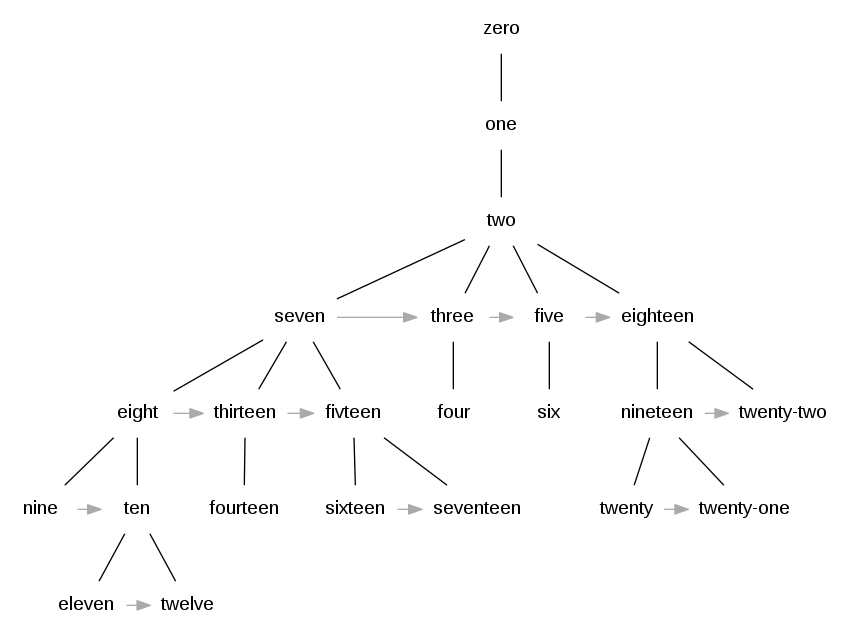 zero
one
two
seven three five eighteen
eight thirteen fivteen four six nineteen twenty-two
nine ten fourteen sixteen seventeen twenty twenty-one
eleven twelve